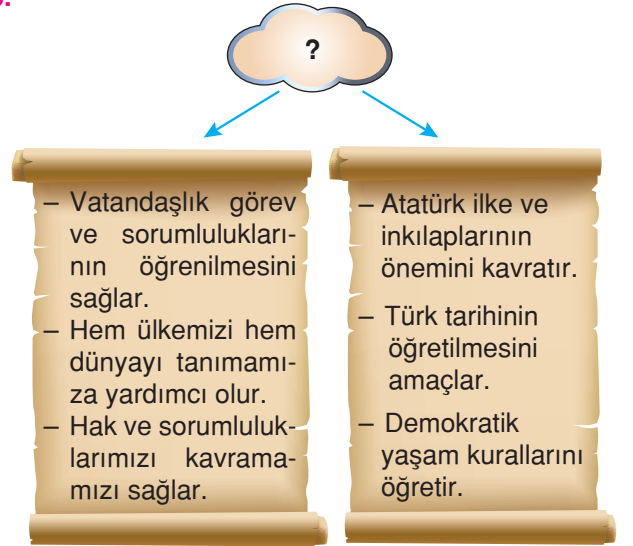 ?
– Vatandaşlık görev
ve sorumlulukları-
nın öğrenilmesini
sağlar.
– Hem ülkemizi hem
dünyayı tanımamı-
za yardımcı olur.
– Hak ve sorumluluk-
larımızı kavrama-
mızı sağlar.
– Atatürk ilke ve
inkılaplarının
önemini kavratır.
– Türk tarihinin
öğretilmesini
amaçlar.
– Demokratik
yaşam kurallarını
öğretir.